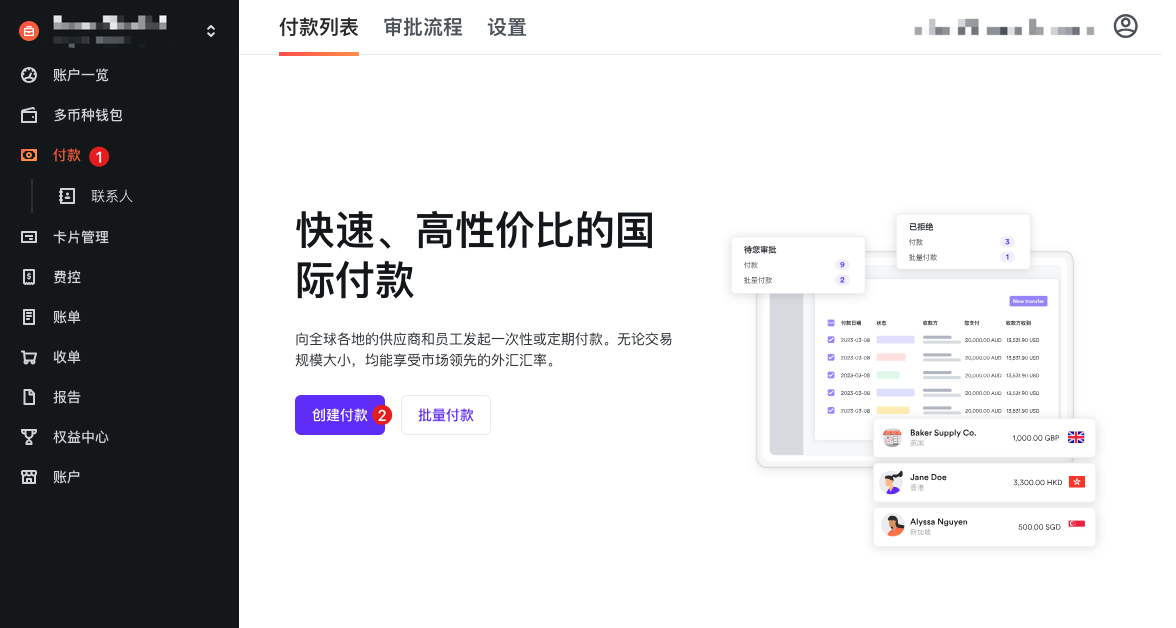 账户一览
多币种钱包
付款 1
联系人
卡片管理
费控
账单
收单
报告
权益中心
账户
付款列表 审批流程 设置
快速、高性价比的国
际付款
向全球各地的供应商和员工发起一次性或定期付款。无论交易
规模大小，均能享受市场领先的外汇汇率。
创建付款 2 批量付款
待您审批
付款 9
批量付款 2
已拒绝
付款 3
批量付款 1
New transfer
付款日期 状态 收款方 您支付 收款方收到
2023-03-08 20,000.00 AUD 13,531.90 USD
2023-03-08 20,000.00 AUD 13,531.90 USD
2023-03-08 20,000.00 AUD 13,531.90 USD
2023-03-08 20,000.00 AUD 13,531.90 USD
2023-03-08 20,000.00 AUD 13,531.90 USD
Baker Supply Co. 1,000.00 GBP
英国
Jane Doe 3,300.00 HKD
香港
Alyssa Nguyen 500.00 SGD
新加坡